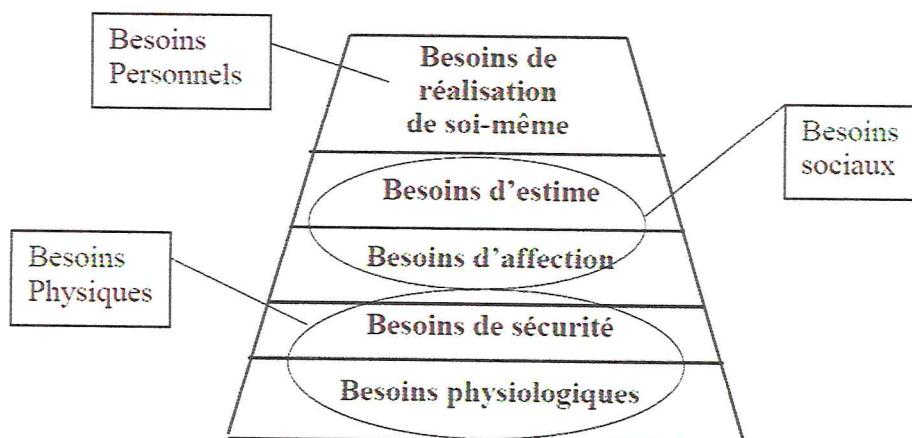 Besoins
Personnels
Besoins de
réalisation
de soi-même
Besoins
sociaux
Besoins d'estime
Besoins d'affection
Besoins
Physiques
Besoins de sécurité
Besoins physiologiques